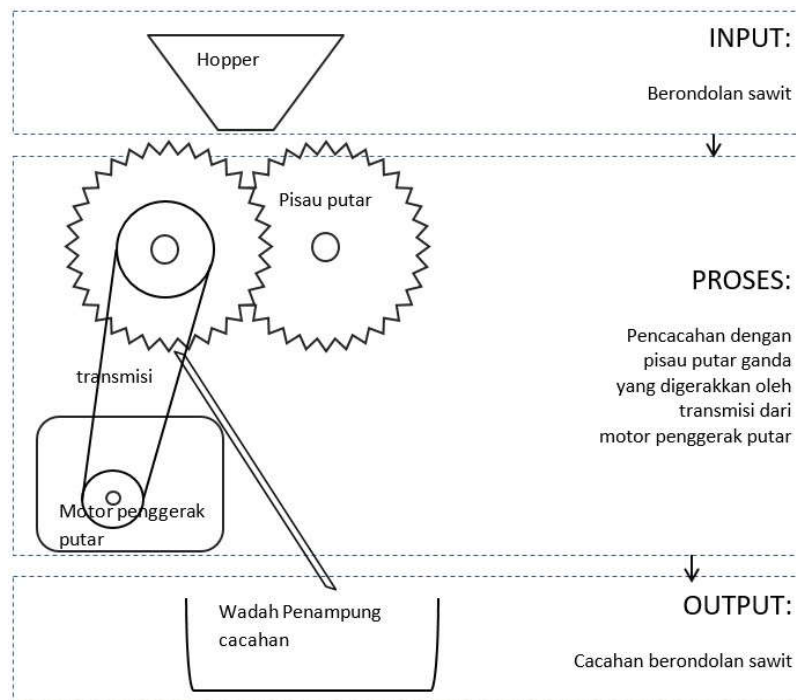 Hopper
INPUT:
Berondolan sawit
Pisau putar
PROSES:
Pencacahan dengan
pisau putar ganda
yang digerakkan oleh
transmisi dari
motor penggerak putar
transmisi
Motor penggerak
putar
OUTPUT:
Wadah Penampung
cacahan
Cacahan berondolan sawit